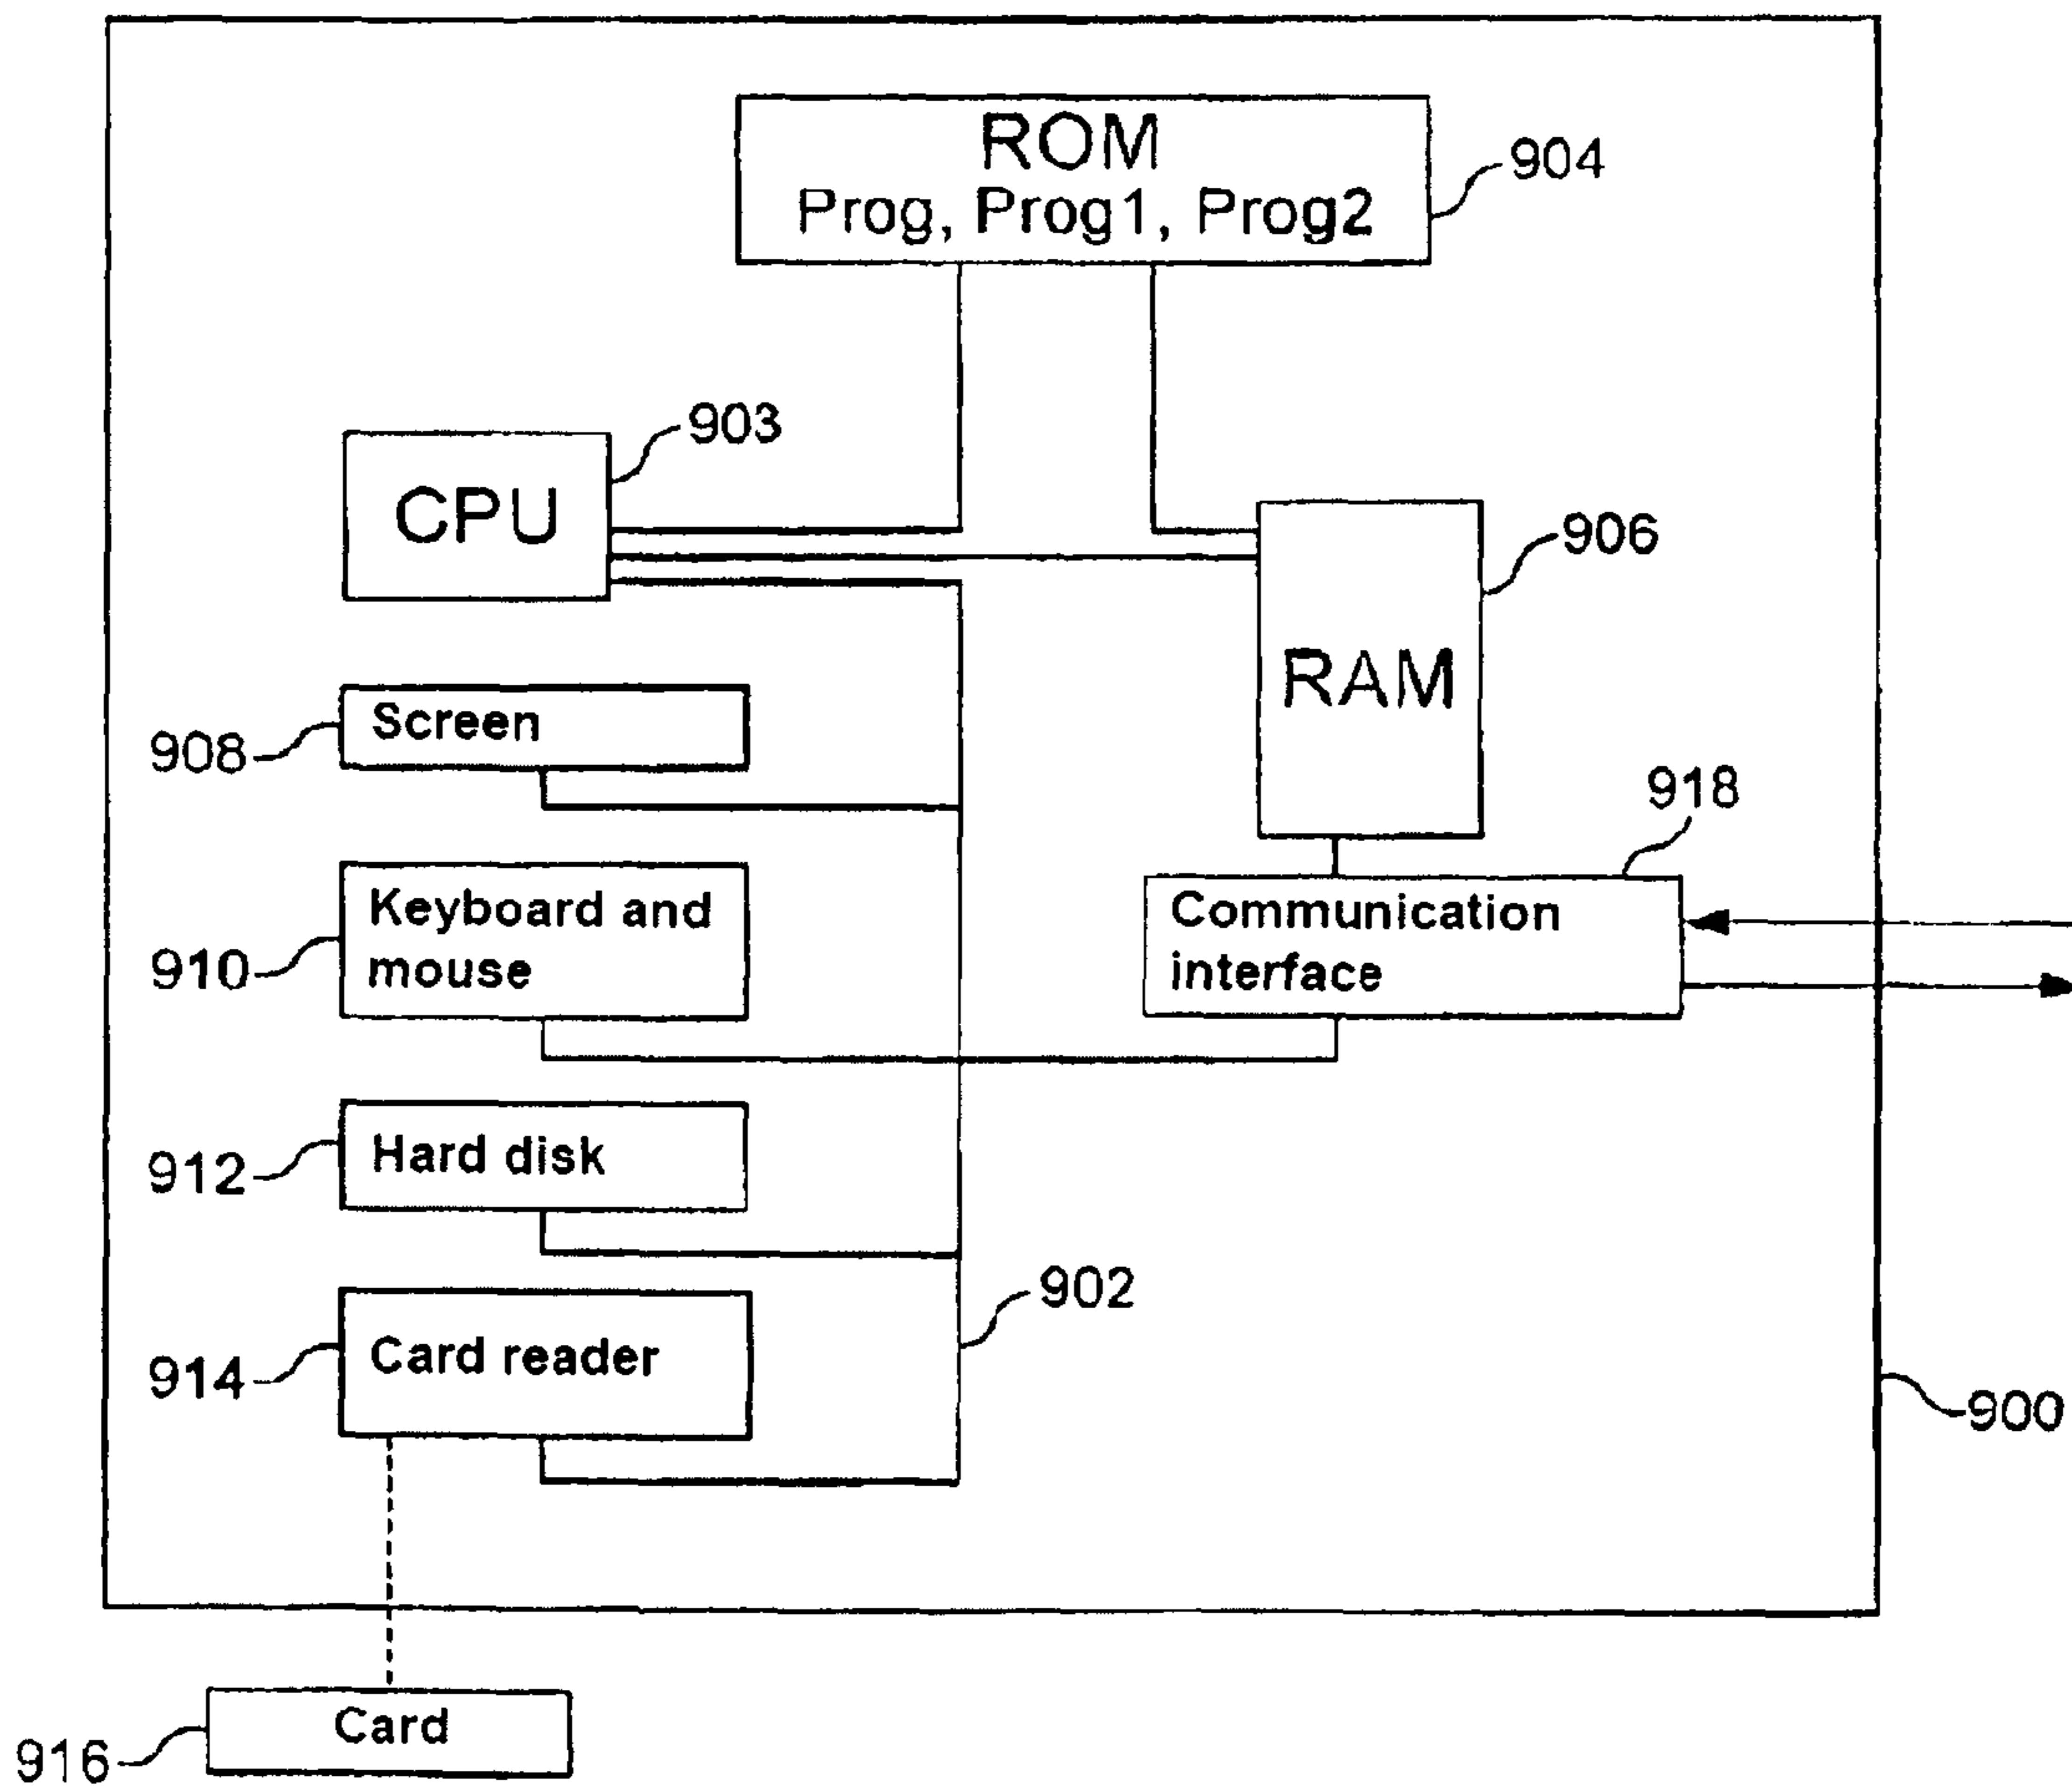 ROM
Prog, Prog1, Prog2
904
903
CPU
906
RAM
Screen
908
918
Keyboard and
mouse
910
Communication
interface
Hard disk
912
902
Card reader
914
900
Card
916